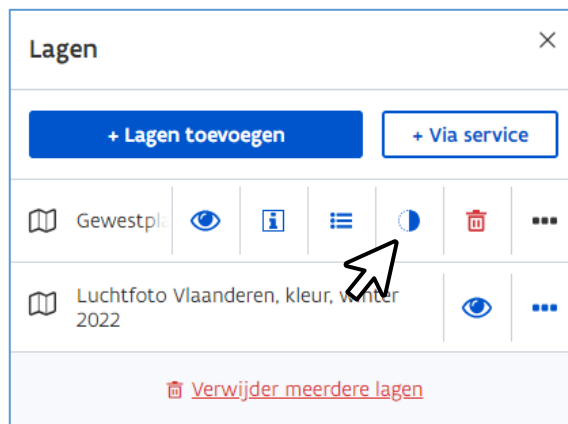 Lagen
+ Lagen toevoegen
+ Via service
Gewestpla
Luchtfoto Vlaanderen, kleur, winter
2022
Verwijder meerdere lagen